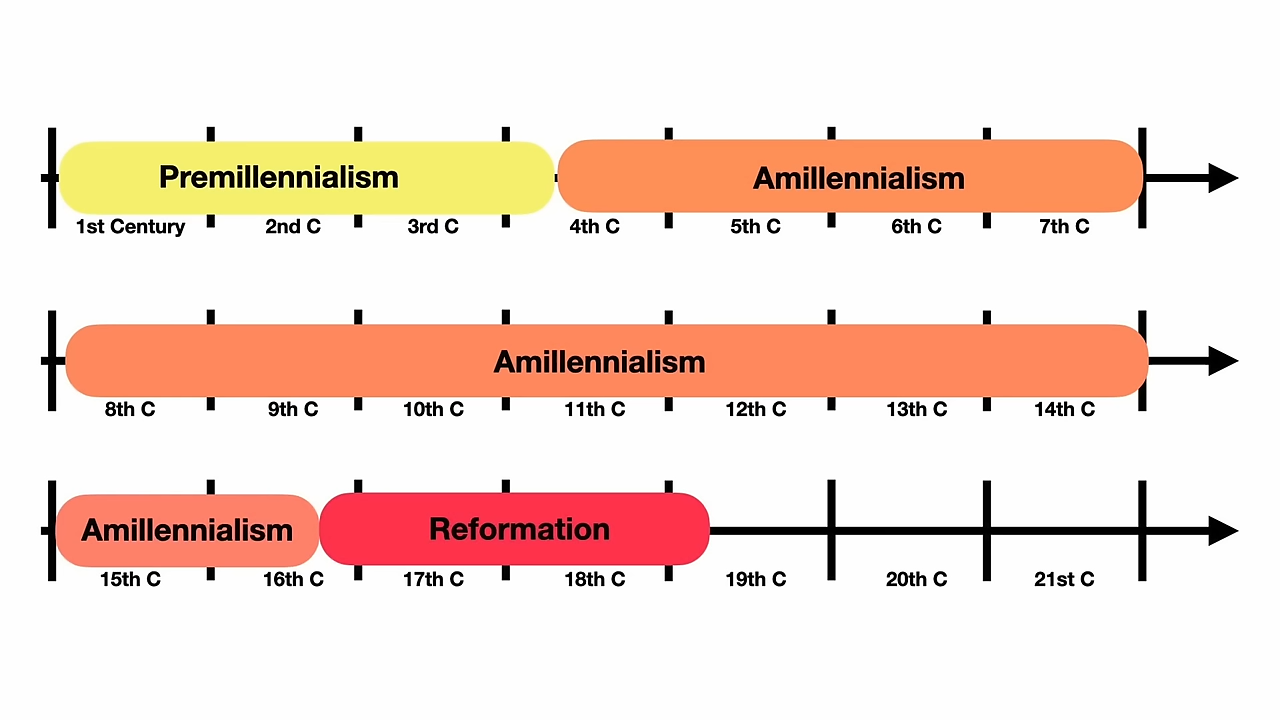 Premillennialism
Amillennialism
1st Century 2nd C 3rd C 4th C 5th C 6th C 7th C
Amillennialism
8th C 9th C 10th C 11th C 12th C 13th C 14th C
Amillennialism
Reformation
15th C 16th C 17th C 18th C 19th C 20th C 21st C